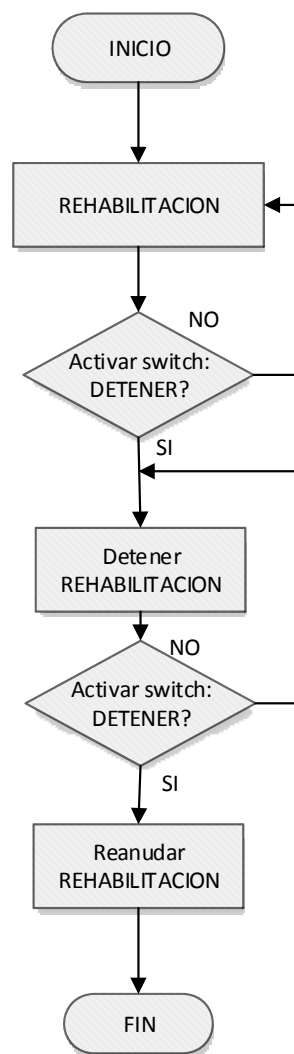 INICIO
REHABILITACION
NO
Activar switch:
DETENER?
SI
Detener
REHABILITACION
NO
Activar switch:
DETENER?
SI
Reanudar
REHABILITACION
FIN